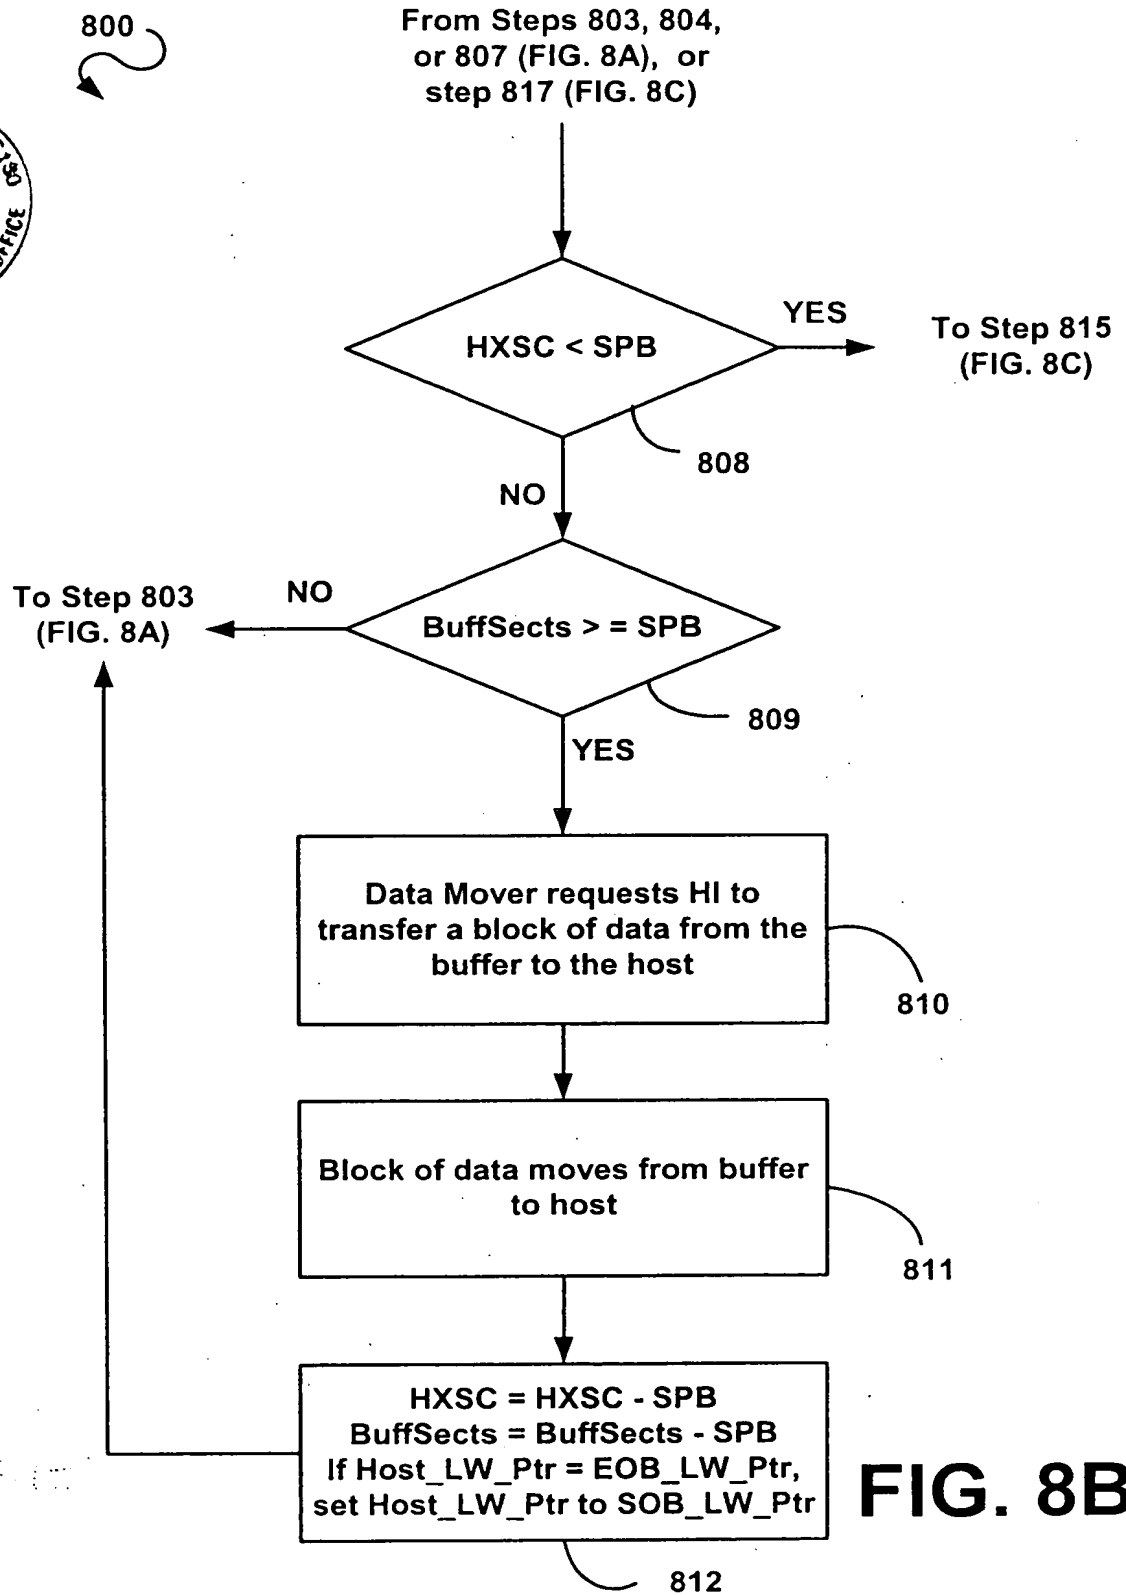 800
From Steps 803, 804,
or 807 (FIG. 8A), or
step 817 (FIG. 8C)
OFFICE
HXSC < SPB
YES
To Step 815
(FIG. 8C)
808
NO
To Step 803
(FIG. 8A)
NO
BuffSects > = SPB
809
YES
Data Mover requests HI to
transfer a block of data from the
buffer to the host
810
Block of data moves from buffer
to host
811
HXSC = HXSC - SPB
BuffSects = BuffSects - SPB
If Host_LW_Ptr = EOB_LW_Ptr,
set Host_LW_Ptr to SOB_LW_Ptr
812
FIG. 8B